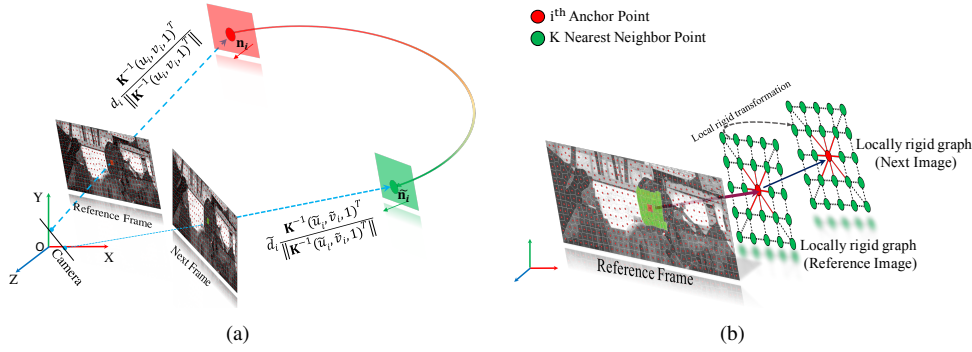 n_i
d_i K^{-1}(u_i, v_i, 1)^T / ‖K^{-1}(u_i, v_i, 1)^T‖
Reference Frame
Y
O
X
Z
Camera
Next Frame
ñ_i
d̃_i K^{-1}(ũ_i, ṽ_i, 1)^T / ‖K^{-1}(ũ_i, ṽ_i, 1)^T‖
(a)
i^th Anchor Point
K Nearest Neighbor Point
Local rigid transformation
Locally rigid graph
(Next Image)
Locally rigid graph
(Reference Image)
Reference Frame
(b)